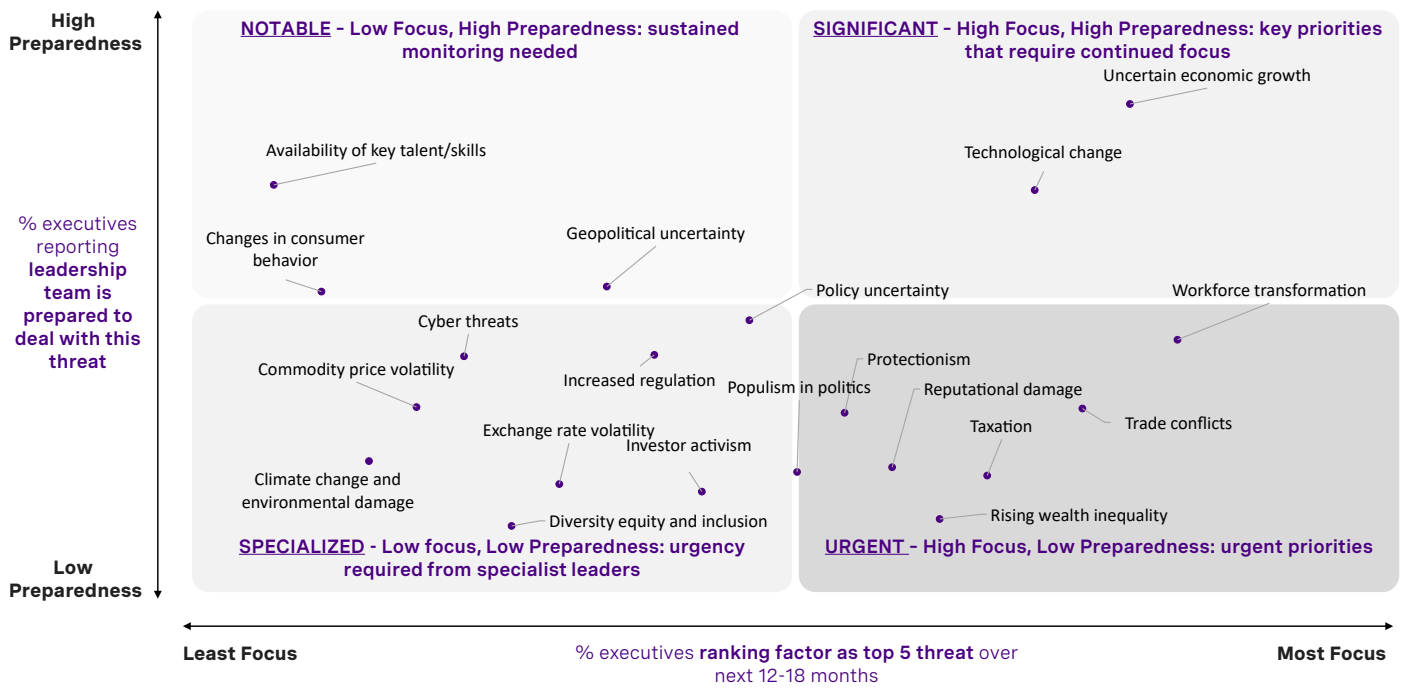 High
Preparedness
NOTABLE - Low Focus, High Preparedness: sustained
monitoring needed
SIGNIFICANT - High Focus, High Preparedness: key priorities
that require continued focus
Uncertain economic growth
Availability of key talent/skills
Technological change
% executives
reporting
leadership
team is
prepared to
deal with this
threat
Changes in consumer
behavior
Geopolitical uncertainty
Policy uncertainty
Workforce transformation
Cyber threats
Commodity price volatility
Increased regulation
Protectionism
Populism in politics
Reputational damage
Exchange rate volatility
Investor activism
Taxation
Trade conflicts
Climate change and
environmental damage
Diversity equity and inclusion
Rising wealth inequality
SPECIALIZED - Low focus, Low Preparedness: urgency
required from specialist leaders
URGENT - High Focus, Low Preparedness: urgent priorities
Low
Preparedness
Least Focus
% executives ranking factor as top 5 threat over
next 12-18 months
Most Focus